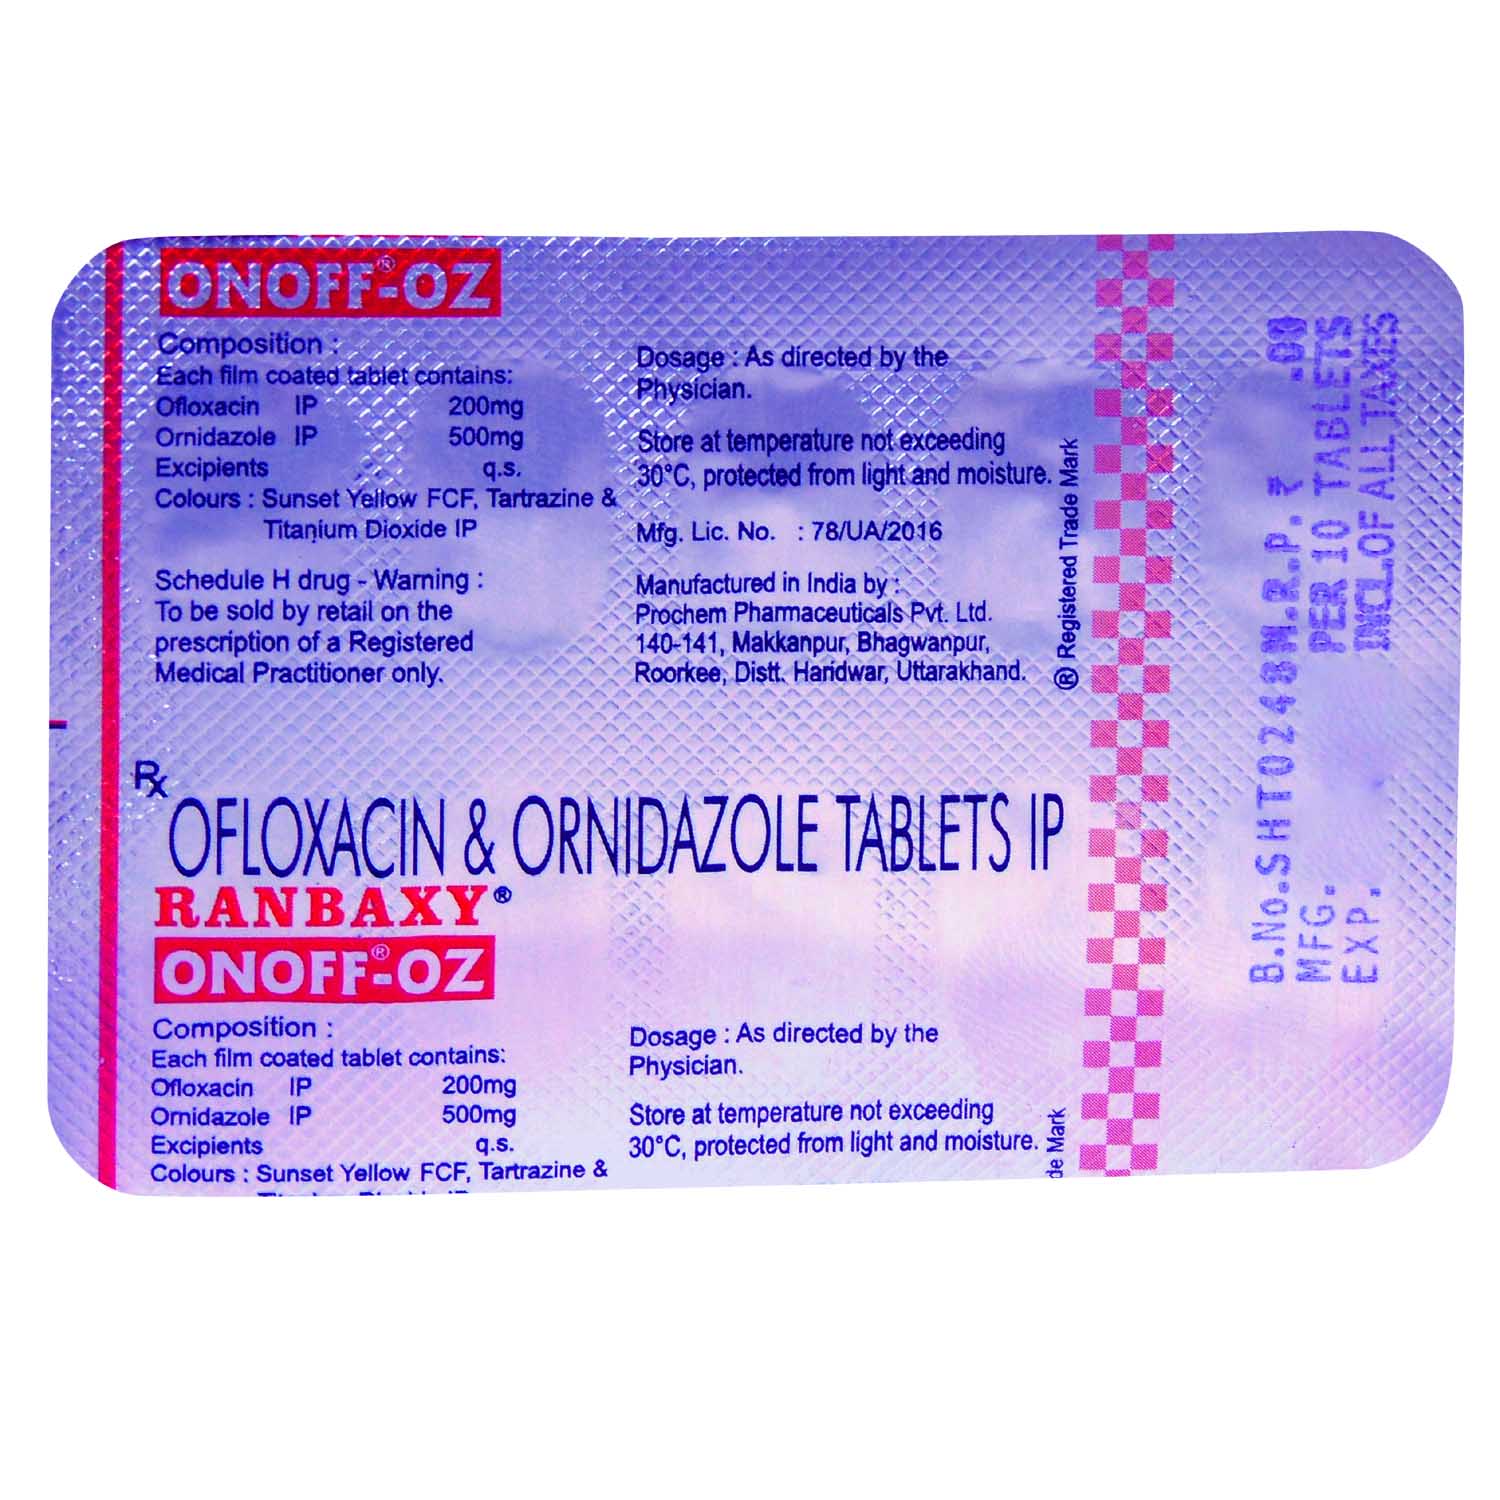 ONOFF®-OZ
Composition :
Each film coated tablet contains:
Ofloxacin IP 200mg
Ornidazole IP 500mg
Excipients q.s.
Colours : Sunset Yellow FCF, Tartrazine &
Titanium Dioxide IP
Schedule H drug - Warning :
To be sold by retail on the
prescription of a Registered
Medical Practitioner only.
Dosage : As directed by the
Physician.
Store at temperature not exceeding
30°C, protected from light and moisture.
Mfg. Lic. No. : 78/UA/2016
Manufactured in India by :
Prochem Pharmaceuticals Pvt. Ltd.
140-141, Makkanpur, Bhagwanpur,
Roorkee, Distt. Haridwar, Uttarakhand.
® Registered Trade Mark
Rx
OFLOXACIN & ORNIDAZOLE TABLETS IP
RANBAXY®
ONOFF®-OZ
Composition :
Each film coated tablet contains:
Ofloxacin IP 200mg
Ornidazole IP 500mg
Excipients q.s.
Colours : Sunset Yellow FCF, Tartrazine &
Dosage : As directed by the
Physician.
Store at temperature not exceeding
30°C, protected from light and moisture.
de Mark
B.No.SHT0248 M.R.P. ₹ .00
MFG. PER 10 TABLETS
EXP. INCL.OF ALL TAXES